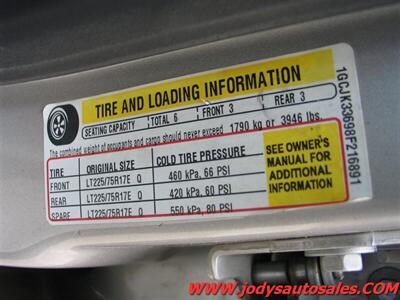 TIRE AND LOADING INFORMATION
SEATING CAPACITY TOTAL 6 FRONT 3 REAR 3
The combined weight of occupants and cargo should never exceed 1790 kg or 3946 lbs.
TIRE ORIGINAL SIZE COLD TIRE PRESSURE
FRONT LT225/75R17E Q 460 kPa, 66 PSI
REAR LT225/75R17E Q 420 kPa, 60 PSI
SPARE LT225/75R17E Q 550 kPa, 80 PSI
SEE OWNER'S
MANUAL FOR
ADDITIONAL
INFORMATION
1GCJK33698F216891
www.jodysautosales.com